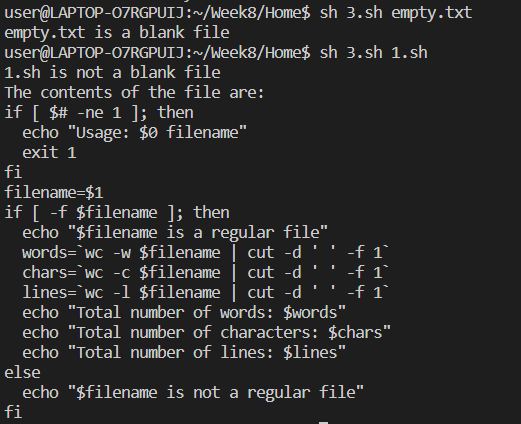 user@LAPTOP-O7RGPUIJ:~/Week8/Home$ sh 3.sh empty.txt
empty.txt is a blank file
user@LAPTOP-O7RGPUIJ:~/Week8/Home$ sh 3.sh 1.sh
1.sh is not a blank file
The contents of the file are:
if [ $# -ne 1 ]; then
  echo "Usage: $0 filename"
  exit 1
fi
filename=$1
if [ -f $filename ]; then
  echo "$filename is a regular file"
  words=`wc -w $filename | cut -d ' ' -f 1`
  chars=`wc -c $filename | cut -d ' ' -f 1`
  lines=`wc -l $filename | cut -d ' ' -f 1`
  echo "Total number of words: $words"
  echo "Total number of characters: $chars"
  echo "Total number of lines: $lines"
else
  echo "$filename is not a regular file"
fi